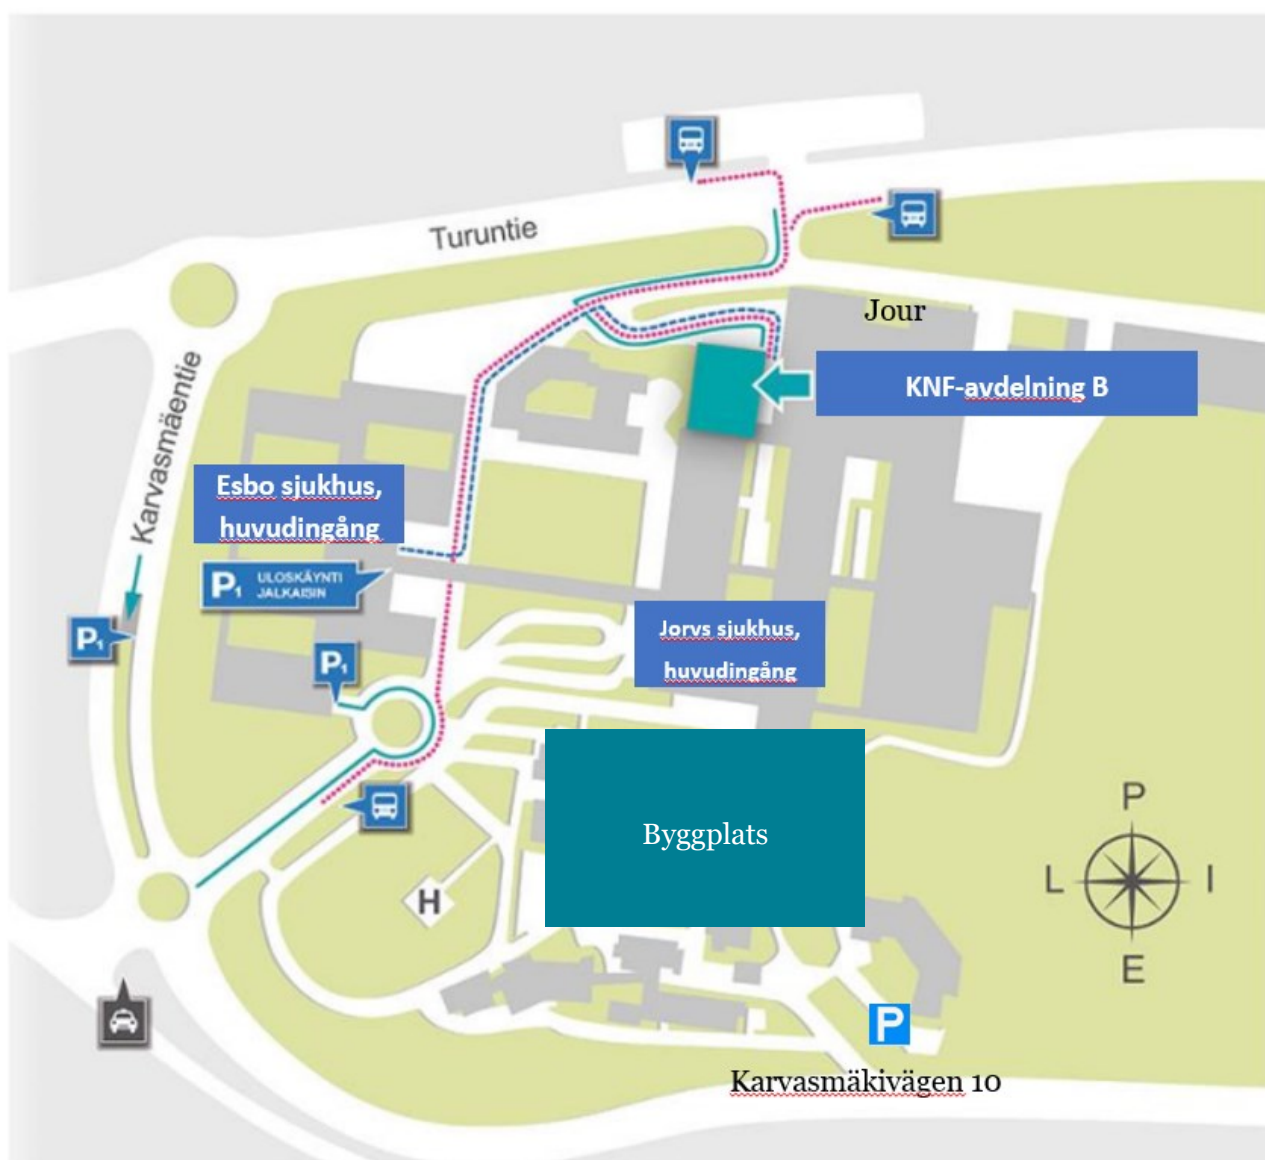 Turuntie
Jour
KNF-avdelning B
Karvasmäentie
Esbo sjukhus,
huvudingång
P1 ULOSKÄYNTI
JALKAISIN
Jorvs sjukhus,
huvudingång
P1
P1
Byggplats
P
L I
E
H
P
Karvasmäkivägen 10